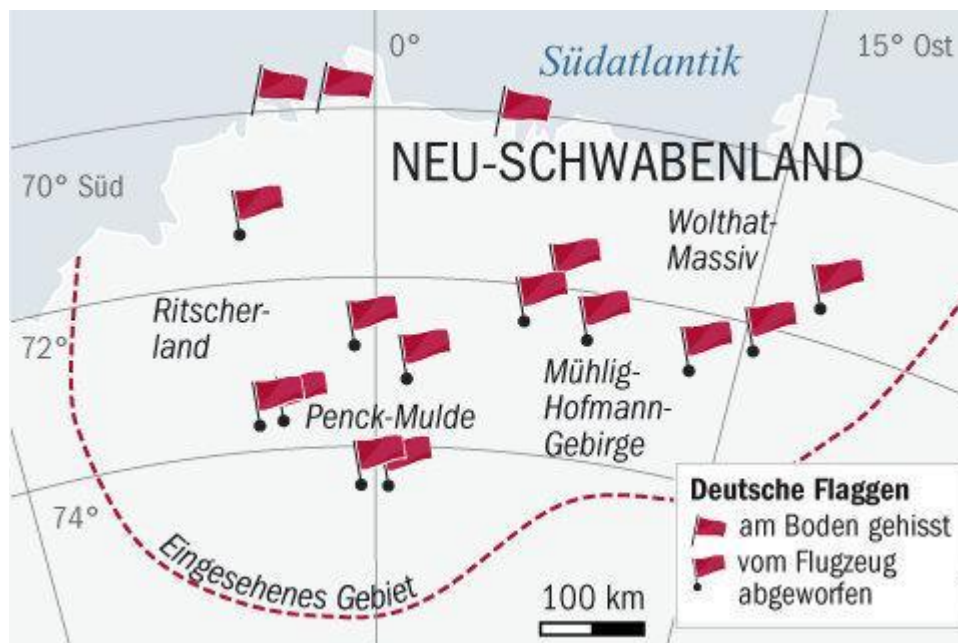 0°
Südatlantik
15° Ost
NEU-SCHWABENLAND
70° Süd
Wolthat-
Massiv
Ritscher-
land
72°
Mühlig-
Hofmann-
Gebirge
Penck-Mulde
74°
Eingesehenes Gebiet
100 km
Deutsche Flaggen
am Boden gehisst
vom Flugzeug
abgeworfen